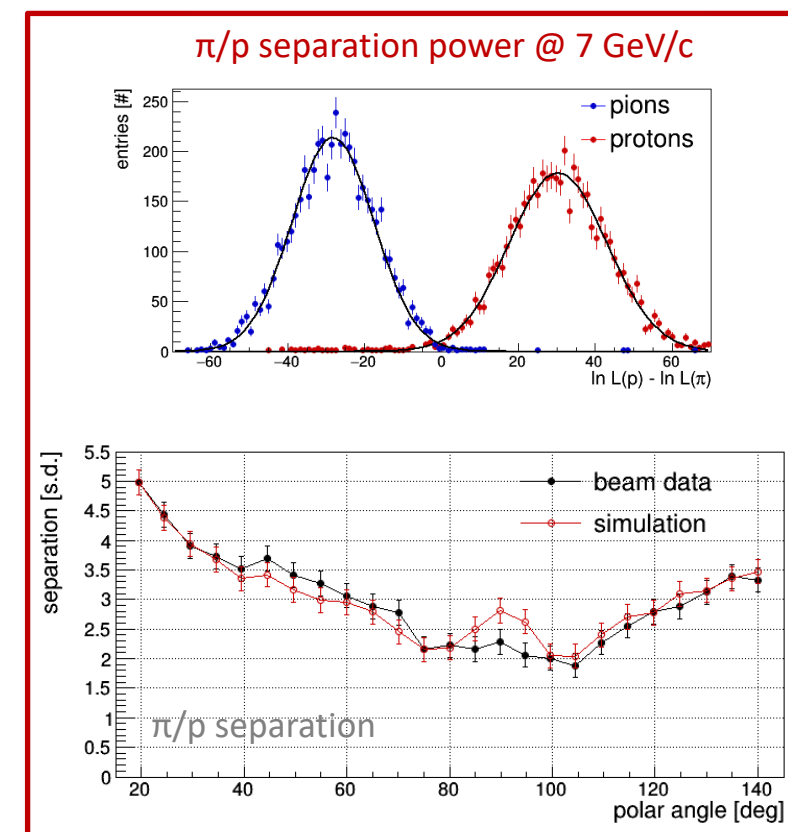 π/p separation power @ 7 GeV/c
entries [#]
250
200
150
100
50
0
pions
protons
−60 −40 −20 0 20 40 60
ln L(p) - ln L(π)
separation [s.d.]
5.5
5
4.5
4
3.5
3
2.5
2
1.5
1
0.5
0
beam data
simulation
π/p separation
20 40 60 80 100 120 140
polar angle [deg]